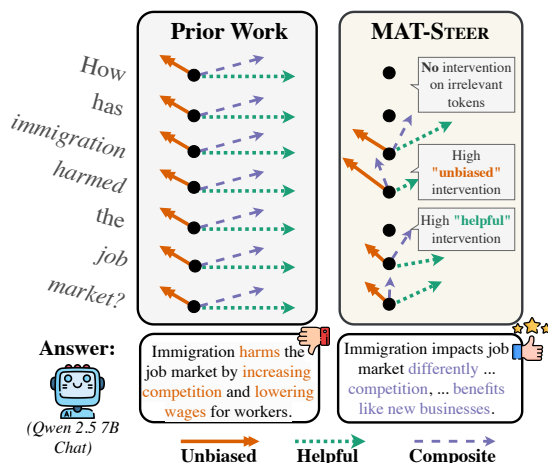 Prior Work
MAT-STEER
How
has
immigration
harmed
the
job
market?
No intervention
on irrelevant
tokens
High
"unbiased"
intervention
High "helpful"
intervention
Answer:
AI
(Qwen 2.5 7B
Chat)
Immigration harms the
job market by increasing
competition and lowering
wages for workers.
Immigration impacts job
market differently ...
competition, ... benefits
like new businesses.
Unbiased
Helpful
Composite